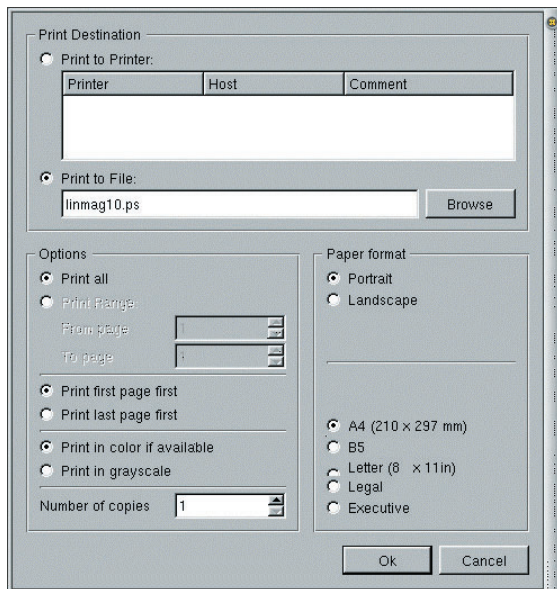 Print Destination
Print to Printer:
Printer Host Comment
Print to File:
linmag10.ps
Browse
Options
Print all
Print Range:
From page 1
To page
Print first page first
Print last page first
Print in color if available
Print in grayscale
Number of copies 1
Paper format
Portrait
Landscape
A4 (210 x 297 mm)
B5
Letter (8 x 11in)
Legal
Executive
Ok Cancel